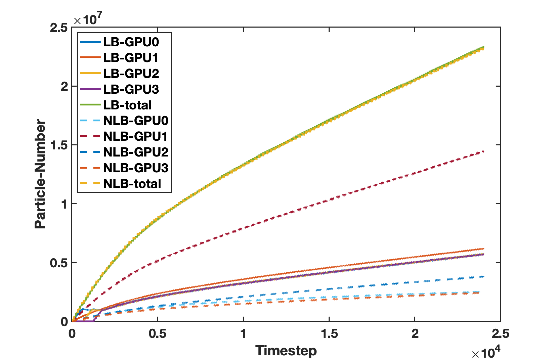 ×10⁷
2.5
2
1.5
1
0.5
0
Particle-Number
LB-GPU0
LB-GPU1
LB-GPU2
LB-GPU3
LB-total
NLB-GPU0
NLB-GPU1
NLB-GPU2
NLB-GPU3
NLB-total
0 0.5 1 1.5 2 2.5
Timestep
×10⁴